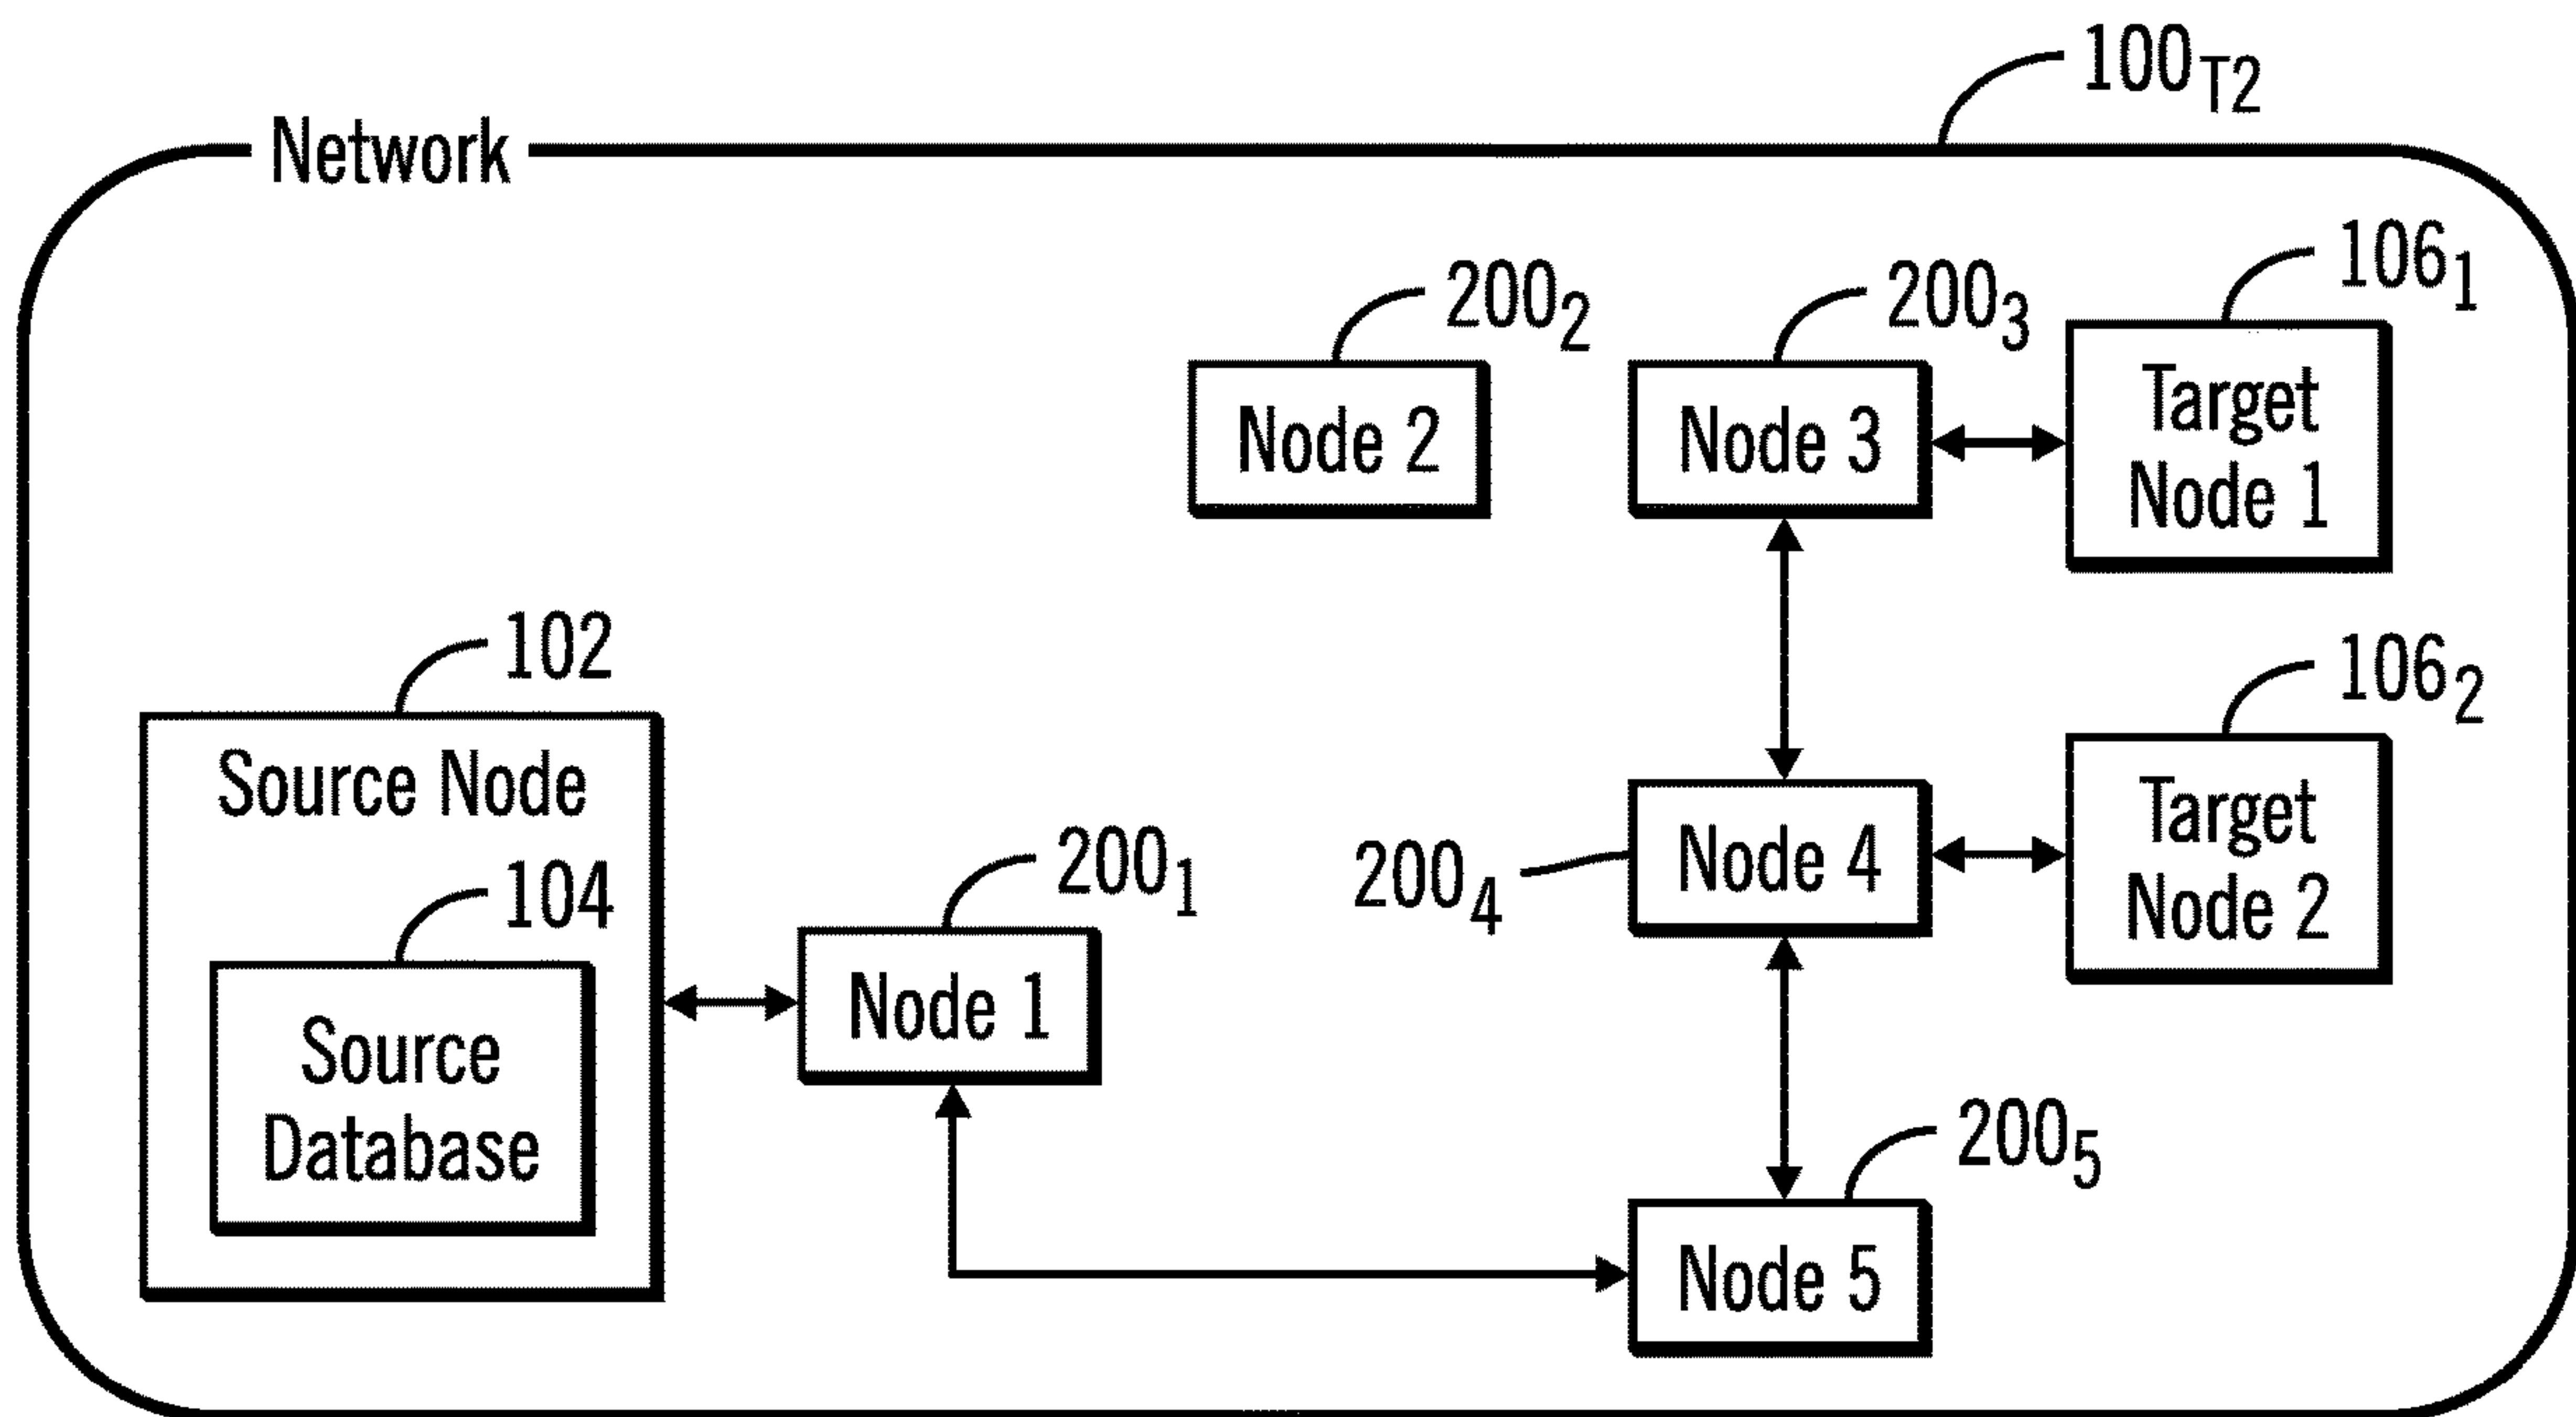 100T2
Network
2002
2003
1061
Node 2
Node 3
Target
Node 1
102
1062
Source Node
Target
Node 2
2001
2004
Node 4
104
Node 1
Source
Database
2005
Node 5